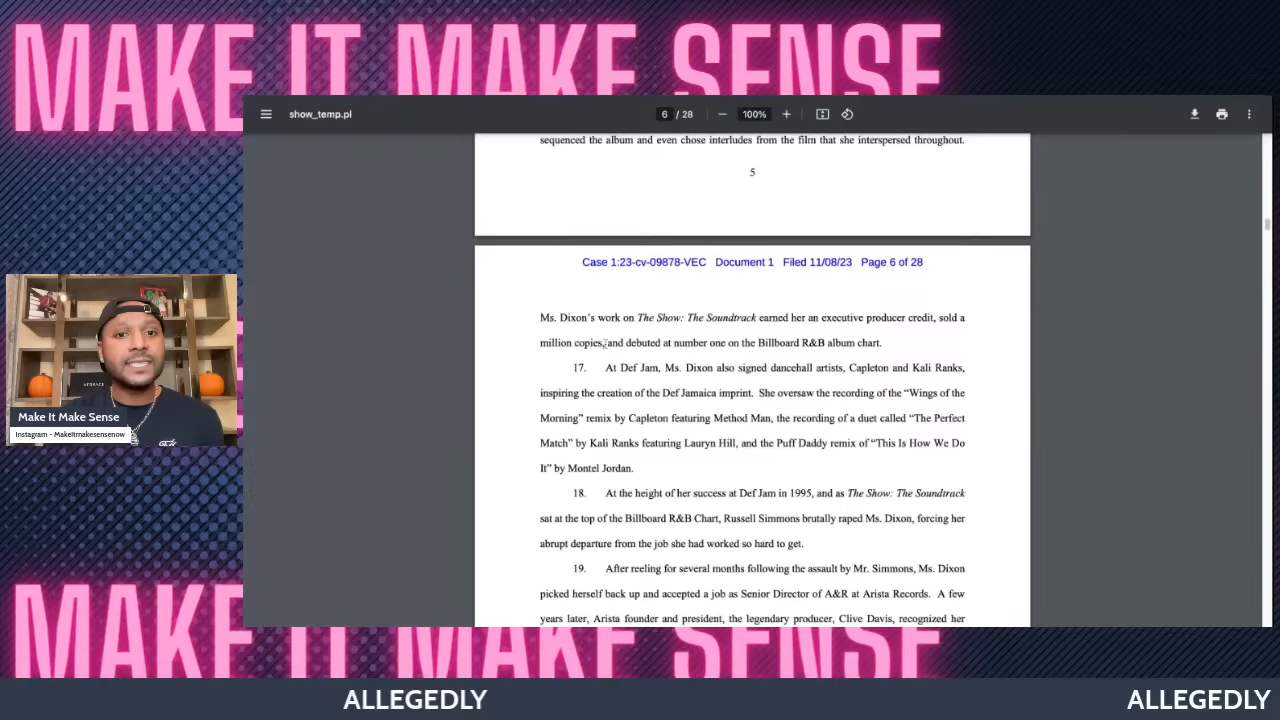 MAKE IT MAKE SENSE
show_temp.pl
6 / 28
100%
sequenced the album and even chose interludes from the film that she interspersed throughout.
5
Case 1:23-cv-09878-VEC Document 1 Filed 11/08/23 Page 6 of 28
Ms. Dixon's work on The Show: The Soundtrack earned her an executive producer credit, sold a
million copies, and debuted at number one on the Billboard R&B album chart.
17. At Def Jam, Ms. Dixon also signed dancehall artists, Capleton and Kali Ranks,
inspiring the creation of the Def Jamaica imprint. She oversaw the recording of the “Wings of the
Morning” remix by Capleton featuring Method Man, the recording of a duet called “The Perfect
Match” by Kali Ranks featuring Lauryn Hill, and the Puff Daddy remix of “This Is How We Do
It” by Montel Jordan.
18. At the height of her success at Def Jam in 1995, and as The Show: The Soundtrack
sat at the top of the Billboard R&B Chart, Russell Simmons brutally raped Ms. Dixon, forcing her
abrupt departure from the job she had worked so hard to get.
19. After reeling for several months following the assault by Mr. Simmons, Ms. Dixon
picked herself back up and accepted a job as Senior Director of A&R at Arista Records. A few
years later, Arista founder and president, the legendary producer, Clive Davis, recognized her
Make It Make Sense
Instagram - MakeItmakesensenow
MAKE IT MAKE SENSE
ALLEGEDLY
ALLEGEDLY